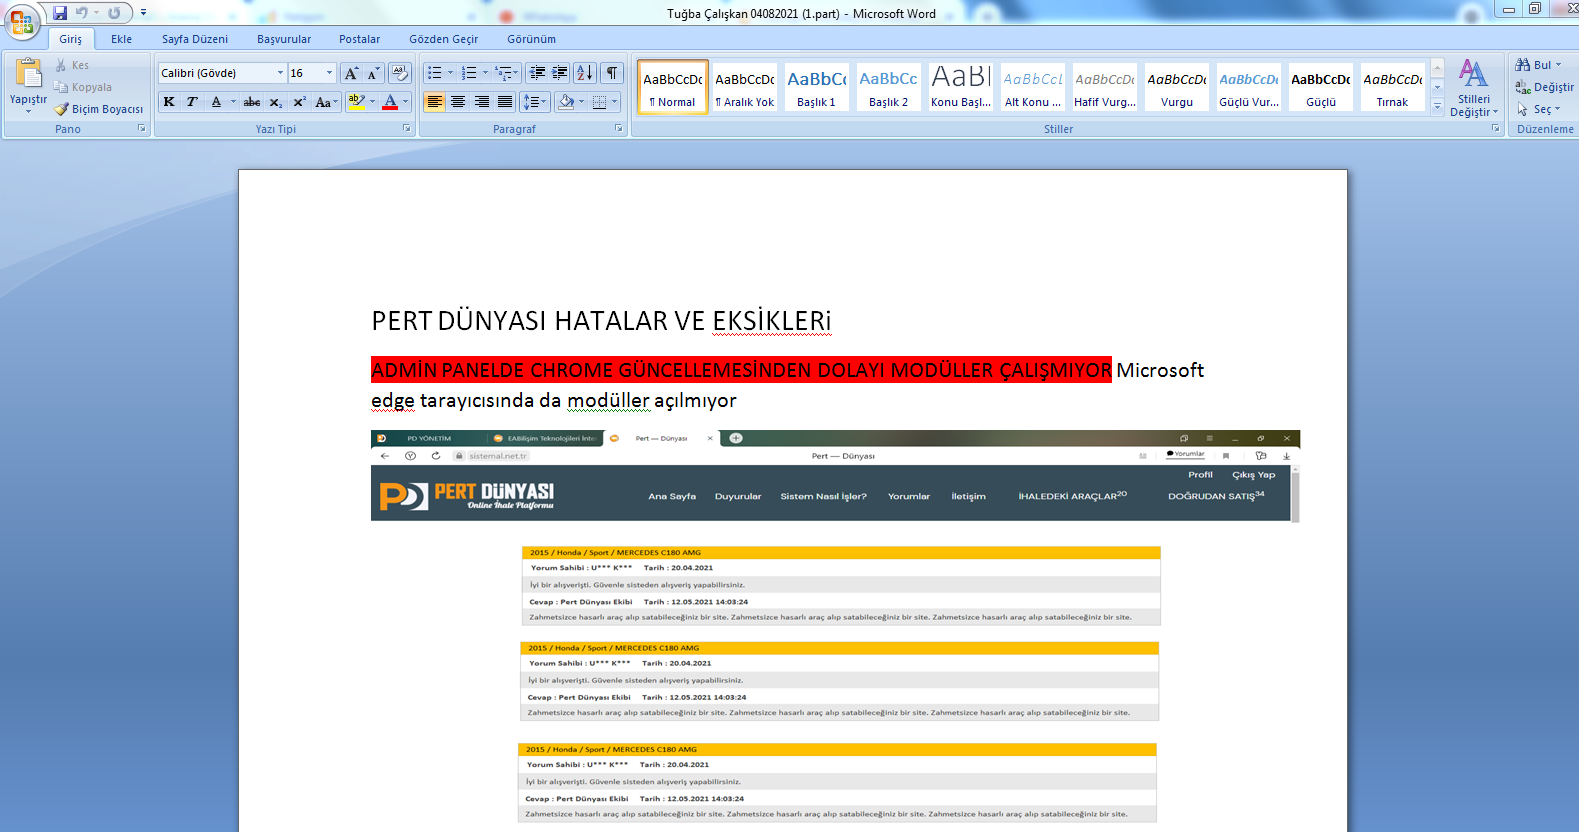 Tuğba Çalışkan 04082021 (1.part) - Microsoft Word
Giriş Ekle Sayfa Düzeni Başvurular Postalar Gözden Geçir Görünüm
Yapıştır
Kes
Kopyala
Biçim Boyacısı
Pano
Calibri (Gövde) 16
K T A abc x₂ x² Aa
Yazı Tipi
Paragraf
AaBbCcDc AaBbCcDc AaBbC AaBbCc AaBl AaBbCcL AaBbCcDc AaBbCcDc AaBbCcDc AaBbCcDc AaBbCcDc
¶ Normal ¶ Aralık Yok Başlık 1 Başlık 2 Konu Başl... Alt Konu ... Hafif Vurg... Vurgu Güçlü Vur... Güçlü Tırnak
Stiller
Stilleri
Değiştir
Bul
Değiştir
Seç
Düzenleme
PERT DÜNYASI HATALAR VE EKSİKLERi
ADMİN PANELDE CHROME GÜNCELLEMESİNDEN DOLAYI MODÜLLER ÇALIŞMIYOR Microsoft
edge tarayıcısında da modüller açılmıyor
PD YÖNETİM EABilişim Teknolojileri İnter Pert — Dünyası
sistemal.net.tr Pert — Dünyası Yorumlar
Profil Çıkış Yap
PD PERT DÜNYASI
Online İhale Platformu
Ana Sayfa Duyurular Sistem Nasıl İşler? Yorumlar İletişim İHALEDEKİ ARAÇLAR20 DOĞRUDAN SATIŞ34
2015 / Honda / Sport / MERCEDES C180 AMG
Yorum Sahibi : U*** K*** Tarih : 20.04.2021
İyi bir alışverişti. Güvenle sisteden alışveriş yapabilirsiniz.
Cevap : Pert Dünyası Ekibi Tarih : 12.05.2021 14:03:24
Zahmetsizce hasarlı araç alıp satabileceğiniz bir site. Zahmetsizce hasarlı araç alıp satabileceğiniz bir site. Zahmetsizce hasarlı araç alıp satabileceğiniz bir site.
2015 / Honda / Sport / MERCEDES C180 AMG
Yorum Sahibi : U*** K*** Tarih : 20.04.2021
İyi bir alışverişti. Güvenle sisteden alışveriş yapabilirsiniz.
Cevap : Pert Dünyası Ekibi Tarih : 12.05.2021 14:03:24
Zahmetsizce hasarlı araç alıp satabileceğiniz bir site. Zahmetsizce hasarlı araç alıp satabileceğiniz bir site. Zahmetsizce hasarlı araç alıp satabileceğiniz bir site.
2015 / Honda / Sport / MERCEDES C180 AMG
Yorum Sahibi : U*** K*** Tarih : 20.04.2021
İyi bir alışverişti. Güvenle sisteden alışveriş yapabilirsiniz.
Cevap : Pert Dünyası Ekibi Tarih : 12.05.2021 14:03:24
Zahmetsizce hasarlı araç alıp satabileceğiniz bir site. Zahmetsizce hasarlı araç alıp satabileceğiniz bir site. Zahmetsizce hasarlı araç alıp satabileceğiniz bir site.